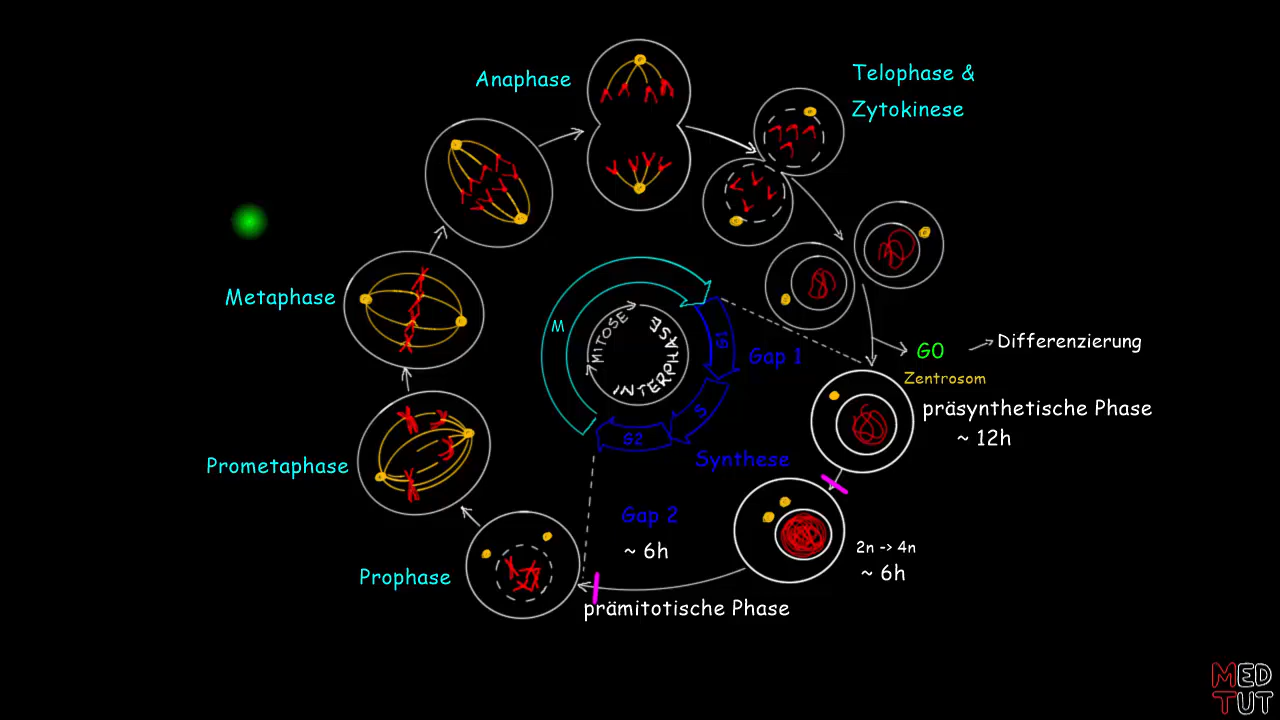 Anaphase
Telophase &
Zytokinese
Metaphase
M
MITOSE
INTERPHASE
G1
Gap 1
G0
Differenzierung
Zentrosom
präsynthetische Phase
~ 12h
S
G2
Synthese
Prometaphase
Gap 2
~ 6h
2n -> 4n
~ 6h
Prophase
prämitotische Phase
MED
TUT